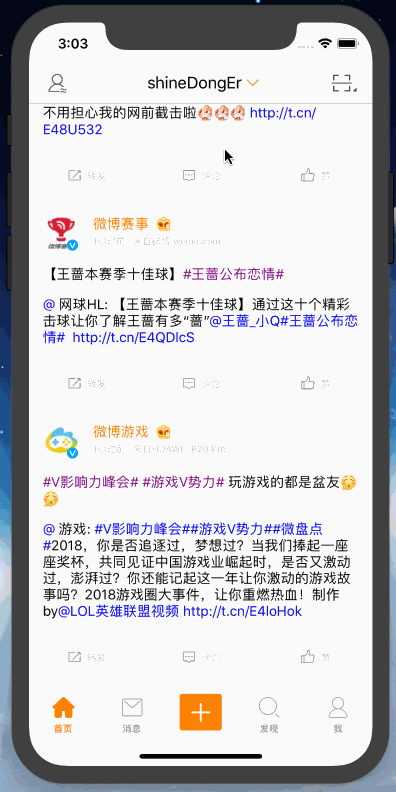 3:03
shineDongEr
不用担心我的网前截击啦 http://t.cn/
E48U532
转发 评论 赞
微博赛事
【王蔷本赛季十佳球】#王蔷公布恋情#
@ 网球HL: 【王蔷本赛季十佳球】通过这十个精彩
击球让你了解王蔷有多“蔷”@王蔷_小Q#王蔷公布恋
情# http://t.cn/E4QDlcS
转发 评论 赞
微博游戏
#V影响力峰会# #游戏V势力# 玩游戏的都是盆友
@ 游戏: #V影响力峰会##游戏V势力##微盘点
#2018，你是否追逐过，梦想过？当我们捧起一座
座奖杯，共同见证中国游戏业崛起时，是否又激动
过，澎湃过？你还能记起这一年让你激动的游戏故
事吗？2018游戏圈大事件，让你重燃热血！制作
by@LOL英雄联盟视频 http://t.cn/E4loHok
转发 评论 赞
首页 消息 发现 我